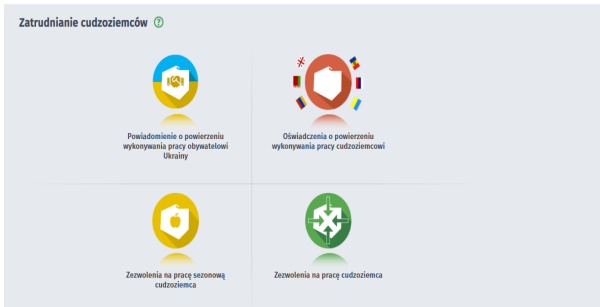 Zatrudnianie cudzoziemców ?
Powiadomienie o powierzeniu
wykonywania pracy obywatelowi
Ukrainy
Oświadczenia o powierzeniu
wykonywania pracy cudzoziemcowi
Zezwolenia na pracę sezonową
cudzoziemca
Zezwolenia na pracę cudzoziemca